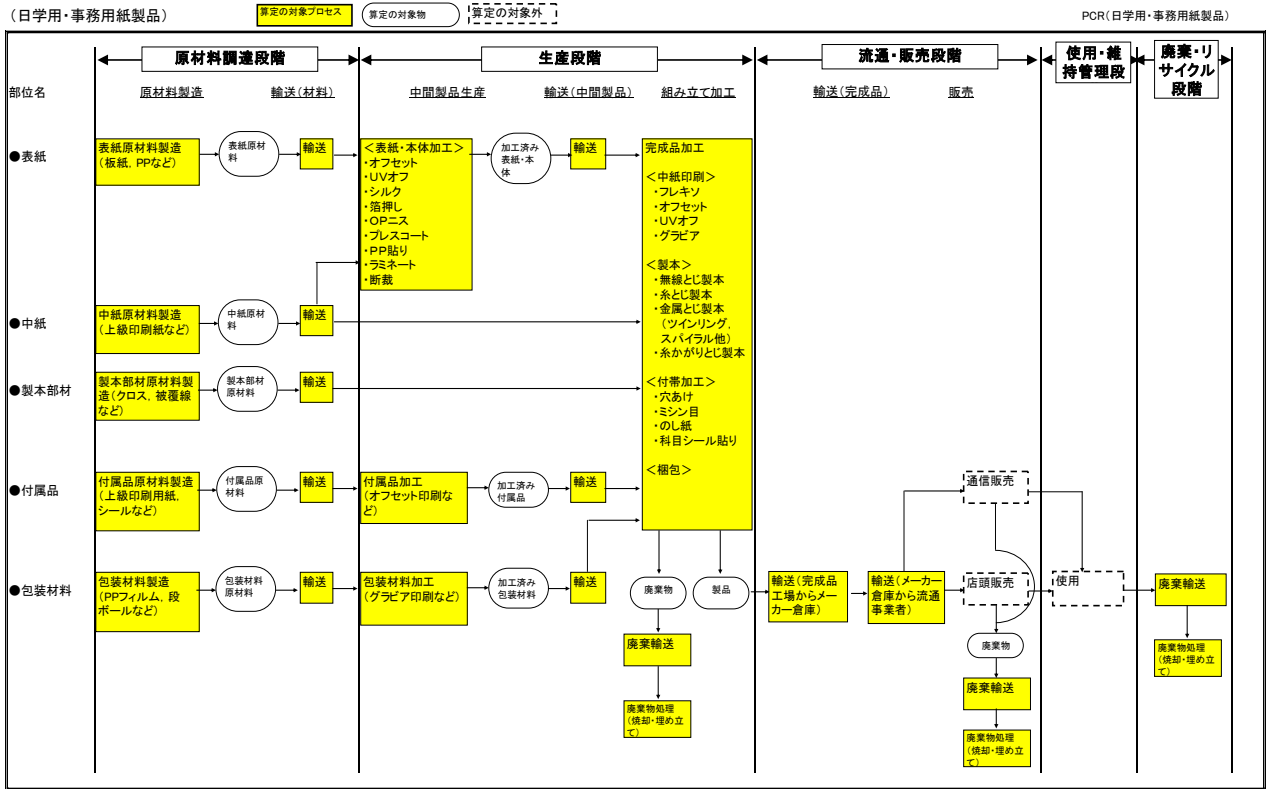 （日学用・事務用紙製品）
算定の対象プロセス
算定の対象物
算定の対象外
PCR（日学用・事務用紙製品）
原材料調達段階
生産段階
流通・販売段階
使用・維
持管理段
廃棄・リ
サイクル
段階
部位名
原材料製造
輸送（材料）
中間製品生産
輸送（中間製品）
組み立て加工
輸送（完成品）
販売
●表紙
表紙原材料製造
（板紙，PPなど）
表紙原材
料
輸送
＜表紙・本体加工＞
・オフセット
・UVオフ
・シルク
・箔押し
・OPニス
・プレスコート
・PP貼り
・ラミネート
・断裁
加工済み
表紙・本
体
輸送
完成品加工
＜中紙印刷＞
・フレキソ
・オフセット
・UVオフ
・グラビア
＜製本＞
・無線とじ製本
・糸とじ製本
・金属とじ製本
（ツインリング，
スパイラル他）
・糸かがりとじ製本
＜付帯加工＞
・穴あけ
・ミシン目
・のし紙
・科目シール貼り
＜梱包＞
●中紙
中紙原材料製造
（上級印刷紙など）
中紙原材
料
輸送
●製本部材
製本部材原材料製
造（クロス，被覆線
など）
製本部材
原材料
輸送
●付属品
付属品原材料製造
（上級印刷用紙，
シールなど）
付属品原
材料
輸送
付属品加工
（オフセット印刷な
ど）
加工済み
付属品
輸送
通信販売
●包装材料
包装材料製造
（PPフィルム、段
ボールなど）
包装材料
原材料
輸送
包装材料加工
（グラビア印刷など）
加工済み
包装材料
輸送
廃棄物
製品
輸送（完成品
工場からメー
カー倉庫）
輸送（メーカー
倉庫から流通
事業者）
店頭販売
使用
廃棄輸送
廃棄輸送
廃棄物処理
（焼却・埋め立
て）
廃棄物
廃棄輸送
廃棄物処理
（焼却・埋め立
て）
廃棄物処理
（焼却・埋め立
て）